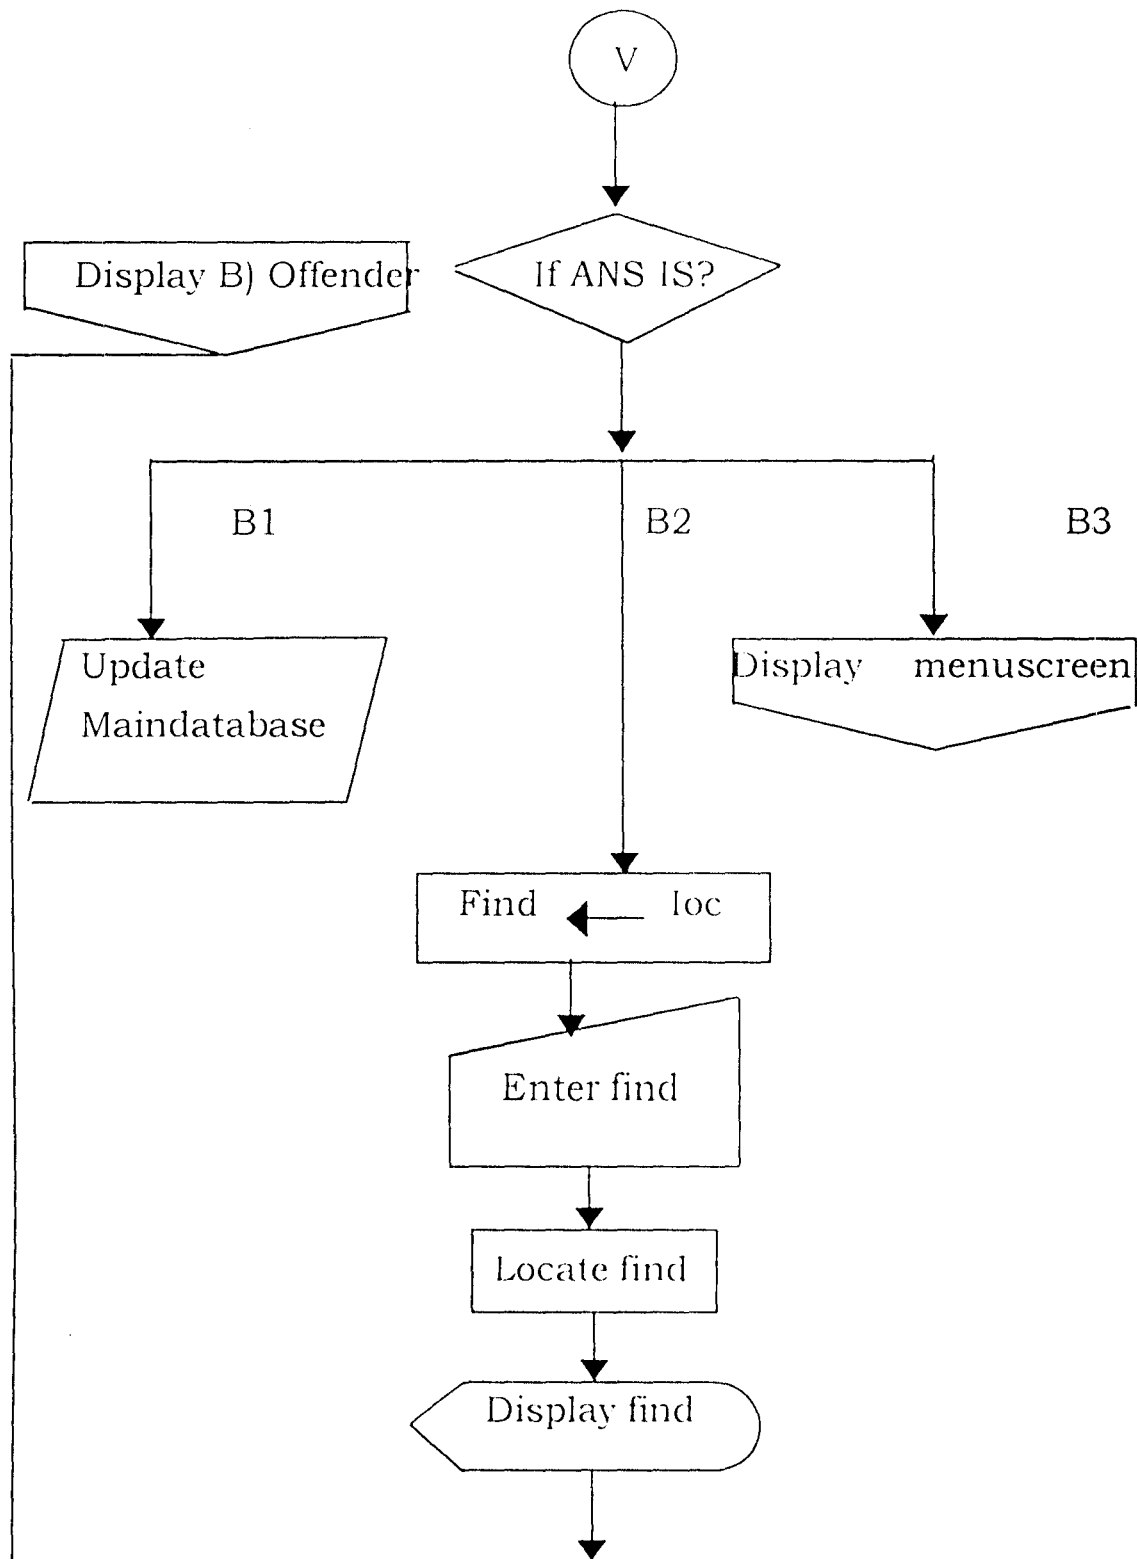 V
Display B) Offender
If ANS IS?
B1
B2
B3
Update
Maindatabase
Display menuscreen
Find loc
Enter find
Locate find
Display find